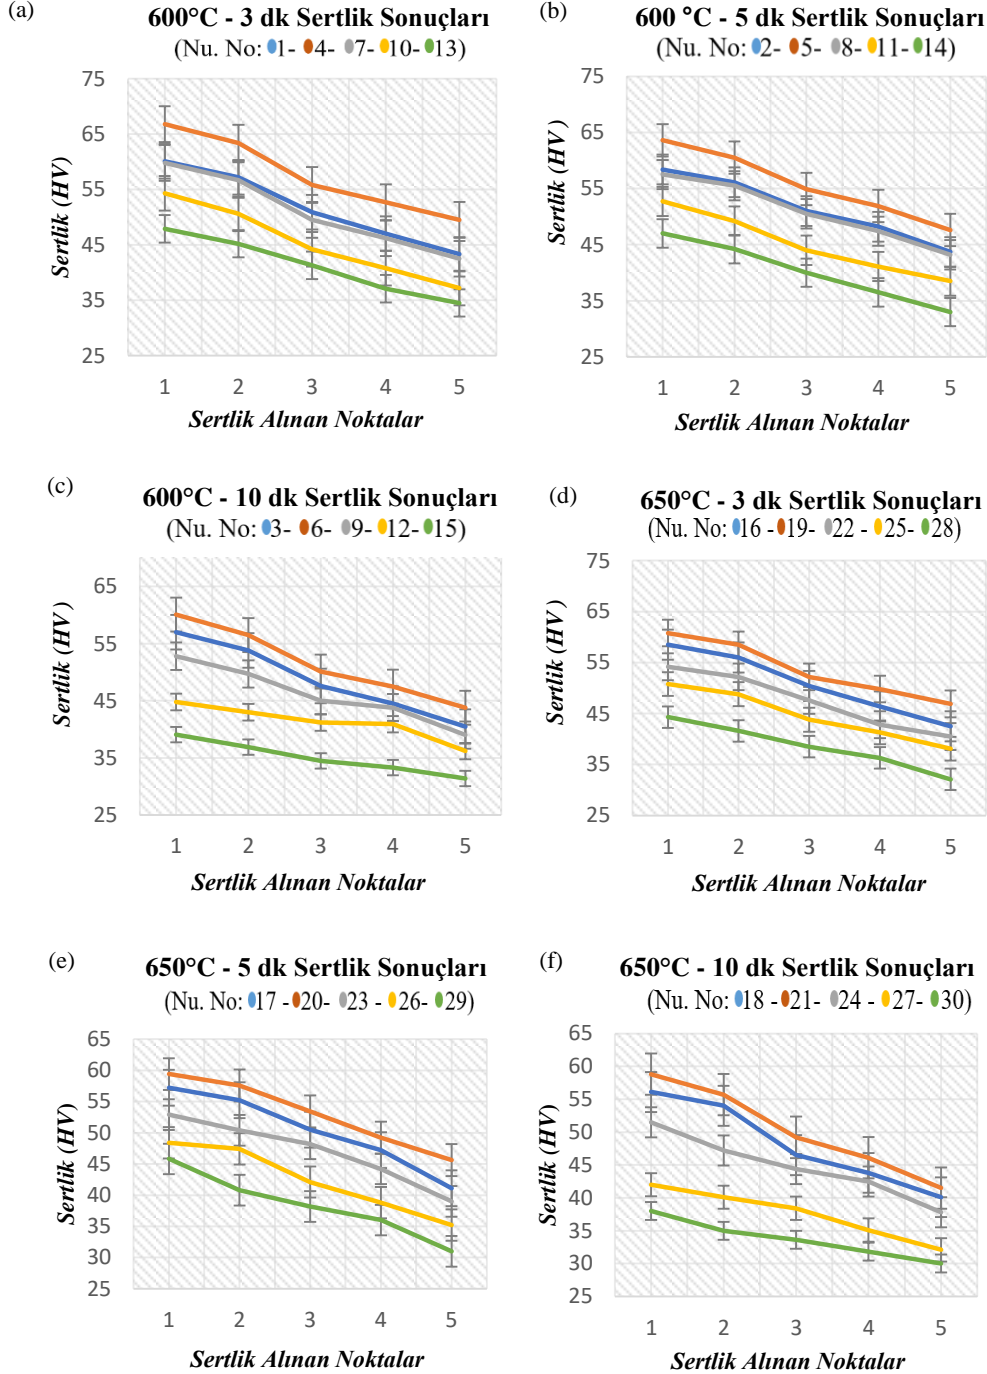 (a)
600°C - 3 dk Sertlik Sonuçları
(Nu. No: 1- 4- 7- 10- 13)
75
65
55
45
35
25
Sertlik (HV)
1 2 3 4 5
Sertlik Alınan Noktalar
(b)
600 °C - 5 dk Sertlik Sonuçları
(Nu. No: 2- 5- 8- 11- 14)
75
65
55
45
35
25
Sertlik (HV)
1 2 3 4 5
Sertlik Alınan Noktalar
(c)
600°C - 10 dk Sertlik Sonuçları
(Nu. No: 3- 6- 9- 12- 15)
65
45
35
25
Sertlik (HV)
1 2 3 4 5
Sertlik Alınan Noktalar
(d)
650°C - 3 dk Sertlik Sonuçları
(Nu. No: 16 - 19- 22 - 25- 28)
75
65
55
45
35
25
Sertlik (HV)
1 2 3 4 5
Sertlik Alınan Noktalar
(e)
650°C - 5 dk Sertlik Sonuçları
(Nu. No: 17 - 20- 23 - 26- 29)
65
60
55
50
45
40
35
30
25
Sertlik (HV)
1 2 3 4 5
Sertlik Alınan Noktalar
(f)
650°C - 10 dk Sertlik Sonuçları
(Nu. No: 18 - 21- 24 - 27- 30)
65
60
55
50
45
40
35
30
25
Sertlik (HV)
1 2 3 4 5
Sertlik Alınan Noktalar